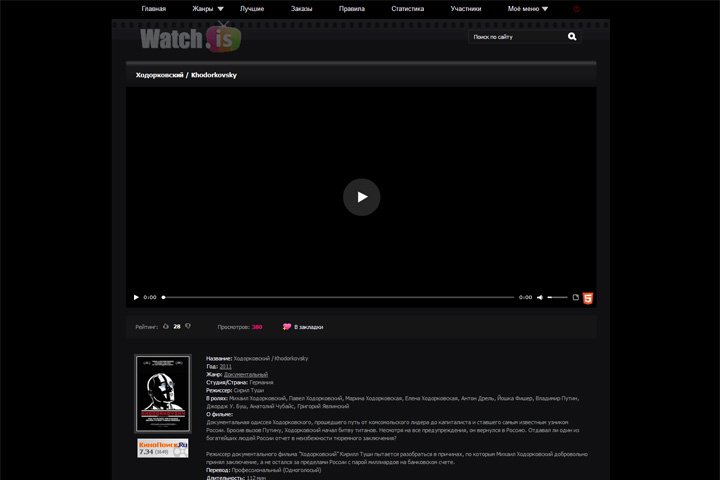 Главная Жанры Лучшие Заказы Правила Статистика Участники Моё меню
Watch.is
Поиск по сайту
Ходорковский / Khodorkovsky
0:00 0:00
Рейтинг: 28 Просмотров: 380 В закладки
Название: Ходорковский / Khodorkovsky
Год: 2011
Жанр: Документальный
Студия/Страна: Германия
Режиссер: Сирил Туши
В ролях: Михаил Ходорковский, Павел Ходорковский, Марина Ходорковская, Елена Ходорковская, Антон Дрель, Йошка Фишер, Владимир Путин,
Джордж У. Буш, Анатолий Чубайс, Григорий Явлинский
О фильме:
Документальная одиссея Ходорковского, прошедшего путь от комсомольского лидера до капиталиста и ставшего самым известным узником
России. Бросив вызов Путину, Ходорковский начал битву титанов. Несмотря на все предупреждения, он вернулся в Россию. Отдавал ли один из
богатейших людей России отчет в неизбежности тюремного заключения?
Режиссер документального фильма "Ходорковский" Кирилл Туши пытается разобраться в причинах, по которым Михаил Ходорковский добровольно
принял заключение, а не остался за пределами России с парой миллиардов на банковском счете.
Перевод: Профессиональный (Одноголосый)
Длительность: 112 мин
КиноПоиск.Ru
7.34